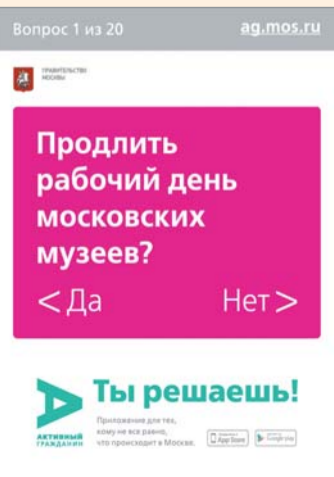 Вопрос 1 из 20
ag.mos.ru
ПРАВИТЕЛЬСТВО
МОСКВЫ
Продлить
рабочий день
московских
музеев?
< Да
Нет >
Ты решаешь!
АКТИВНЫЙ
ГРАЖДАНИН
Приложение для тех,
кому не все равно,
что происходит в Москве.
App Store
Google play